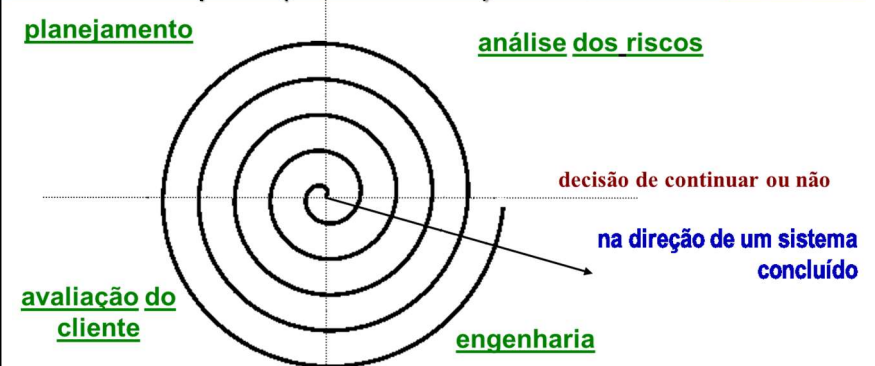 planejamento
análise dos riscos
decisão de continuar ou não
na direção de um sistema
concluído
avaliação do
cliente
engenharia